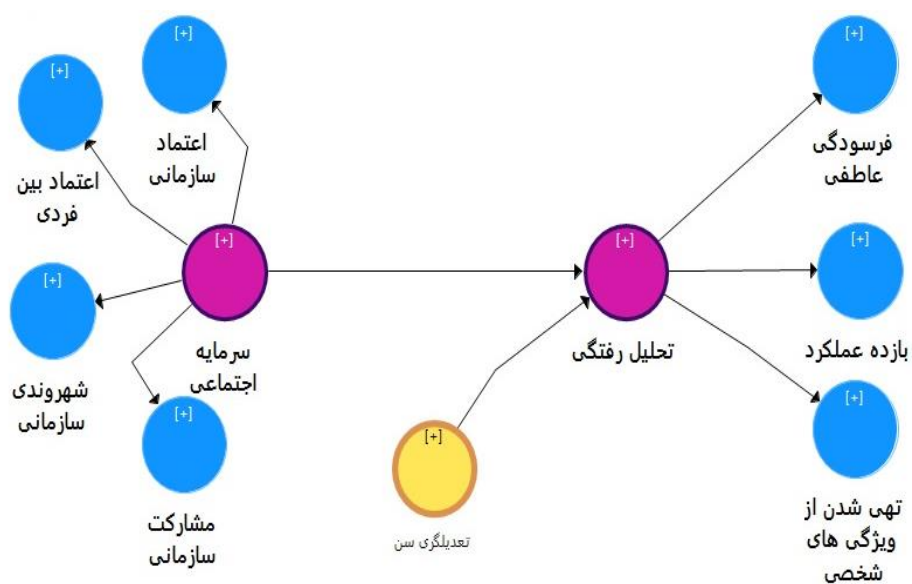 [+]
اعتماد
سازمانی
[+]
اعتماد بین
فردی
[+]
شهروندی
سازمانی
[+]
مشارکت
سازمانی
[+]
سرمایه
اجتماعی
[+]
تعدیلگری سن
[+]
تحلیل رفتگی
[+]
فرسودگی
عاطفی
[+]
بازده عملکرد
[+]
تهی شدن از
ویژگی های
شخصی